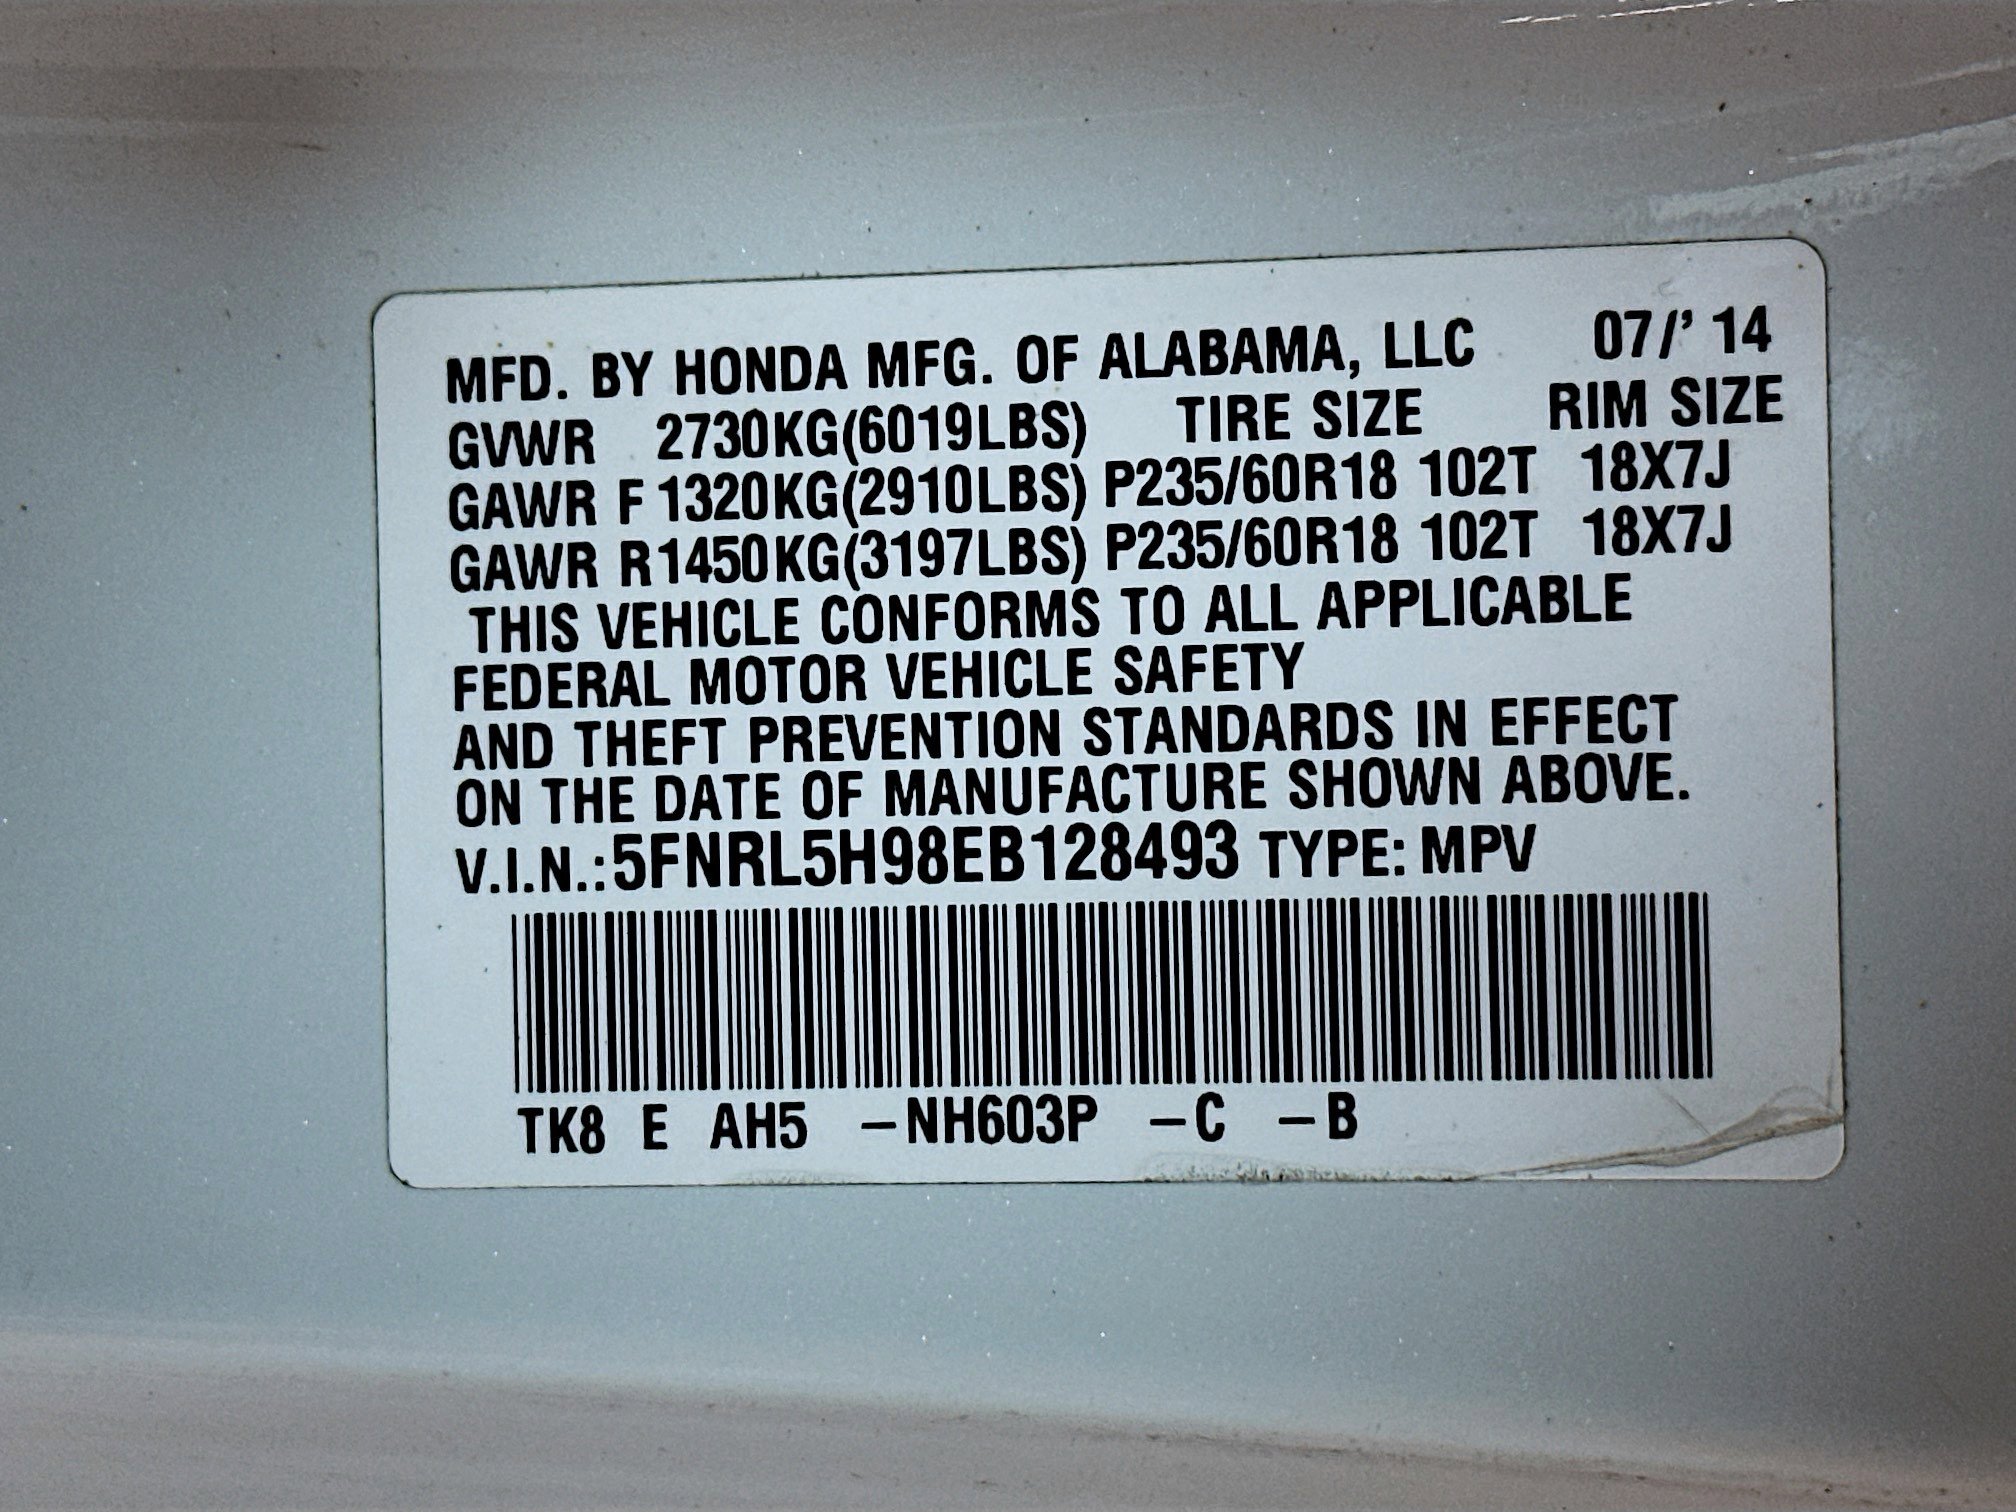 MFD. BY HONDA MFG. OF ALABAMA, LLC 07/' 14
GVWR 2730KG(6019LBS) TIRE SIZE RIM SIZE
GAWR F 1320KG(2910LBS) P235/60R18 102T 18X7J
GAWR R 1450KG(3197LBS) P235/60R18 102T 18X7J
THIS VEHICLE CONFORMS TO ALL APPLICABLE
FEDERAL MOTOR VEHICLE SAFETY
AND THEFT PREVENTION STANDARDS IN EFFECT
ON THE DATE OF MANUFACTURE SHOWN ABOVE.
V.I.N.:5FNRL5H98EB128493 TYPE: MPV
TK8 E AH5 –NH603P –C –B